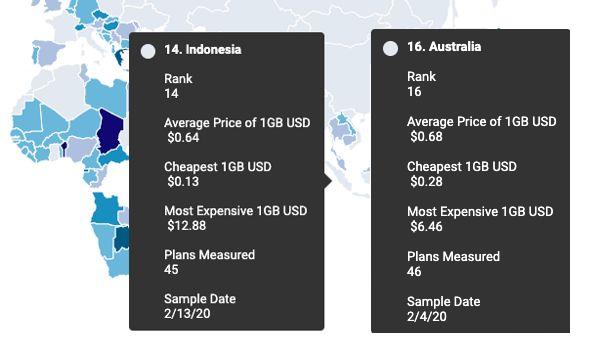 14. Indonesia
Rank
14
Average Price of 1GB USD
$0.64
Cheapest 1GB USD
$0.13
Most Expensive 1GB USD
$12.88
Plans Measured
45
Sample Date
2/13/20
16. Australia
Rank
16
Average Price of 1GB USD
$0.68
Cheapest 1GB USD
$0.28
Most Expensive 1GB USD
$6.46
Plans Measured
46
Sample Date
2/4/20